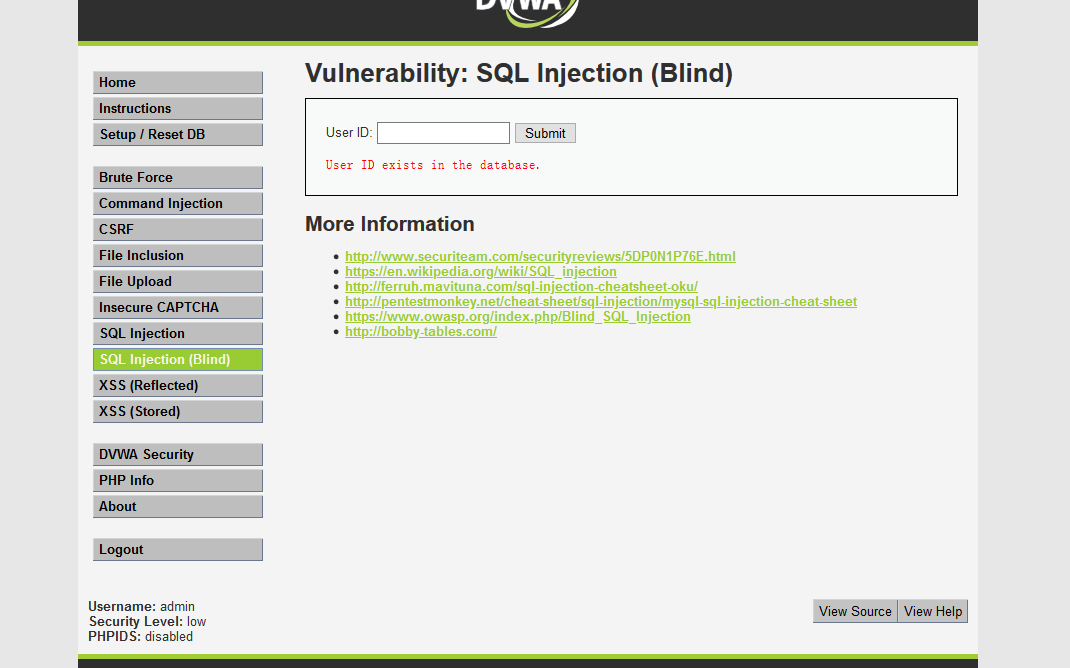 DVWA
Home
Instructions
Setup / Reset DB
Brute Force
Command Injection
CSRF
File Inclusion
File Upload
Insecure CAPTCHA
SQL Injection
SQL Injection (Blind)
XSS (Reflected)
XSS (Stored)
DVWA Security
PHP Info
About
Logout
Vulnerability: SQL Injection (Blind)
User ID: Submit
User ID exists in the database.
More Information
http://www.securiteam.com/securityreviews/5DP0N1P76E.html
https://en.wikipedia.org/wiki/SQL_injection
http://ferruh.mavituna.com/sql-injection-cheatsheet-oku/
http://pentestmonkey.net/cheat-sheet/sql-injection/mysql-sql-injection-cheat-sheet
https://www.owasp.org/index.php/Blind_SQL_Injection
http://bobby-tables.com/
Username: admin
Security Level: low
PHPIDS: disabled
View Source View Help